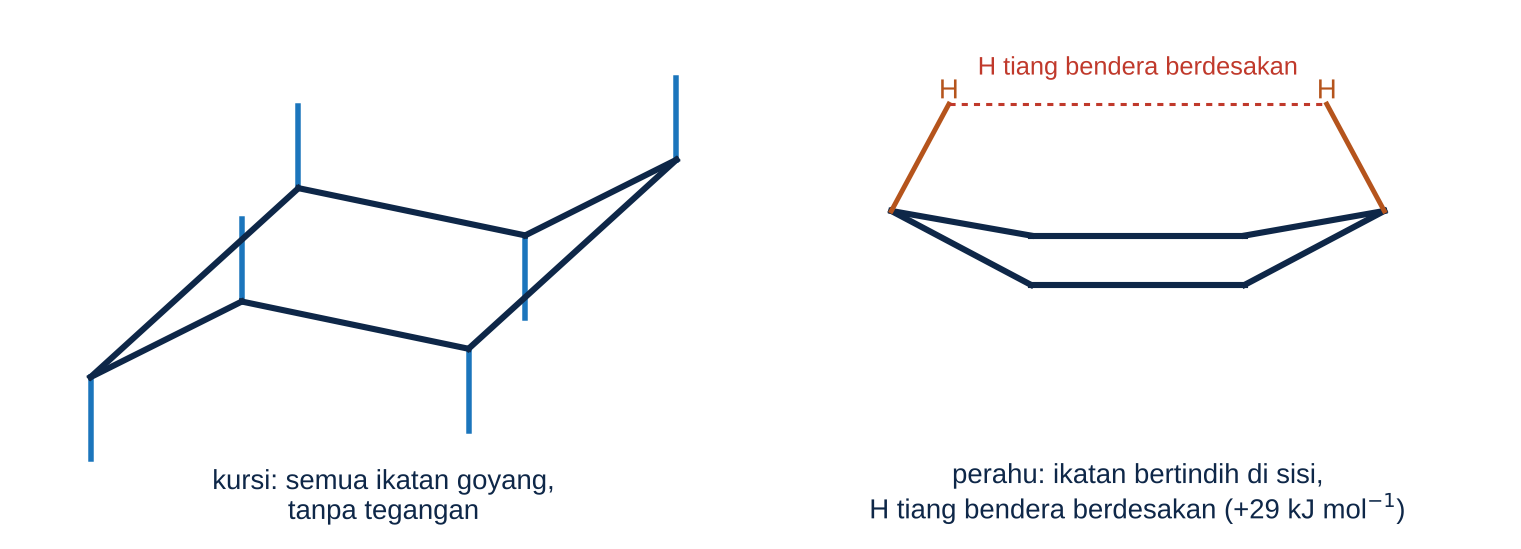 H tiang bendera berdesakan
H H
kursi: semua ikatan goyang,
tanpa tegangan
perahu: ikatan bertindih di sisi,
H tiang bendera berdesakan (+29 kJ mol⁻¹)